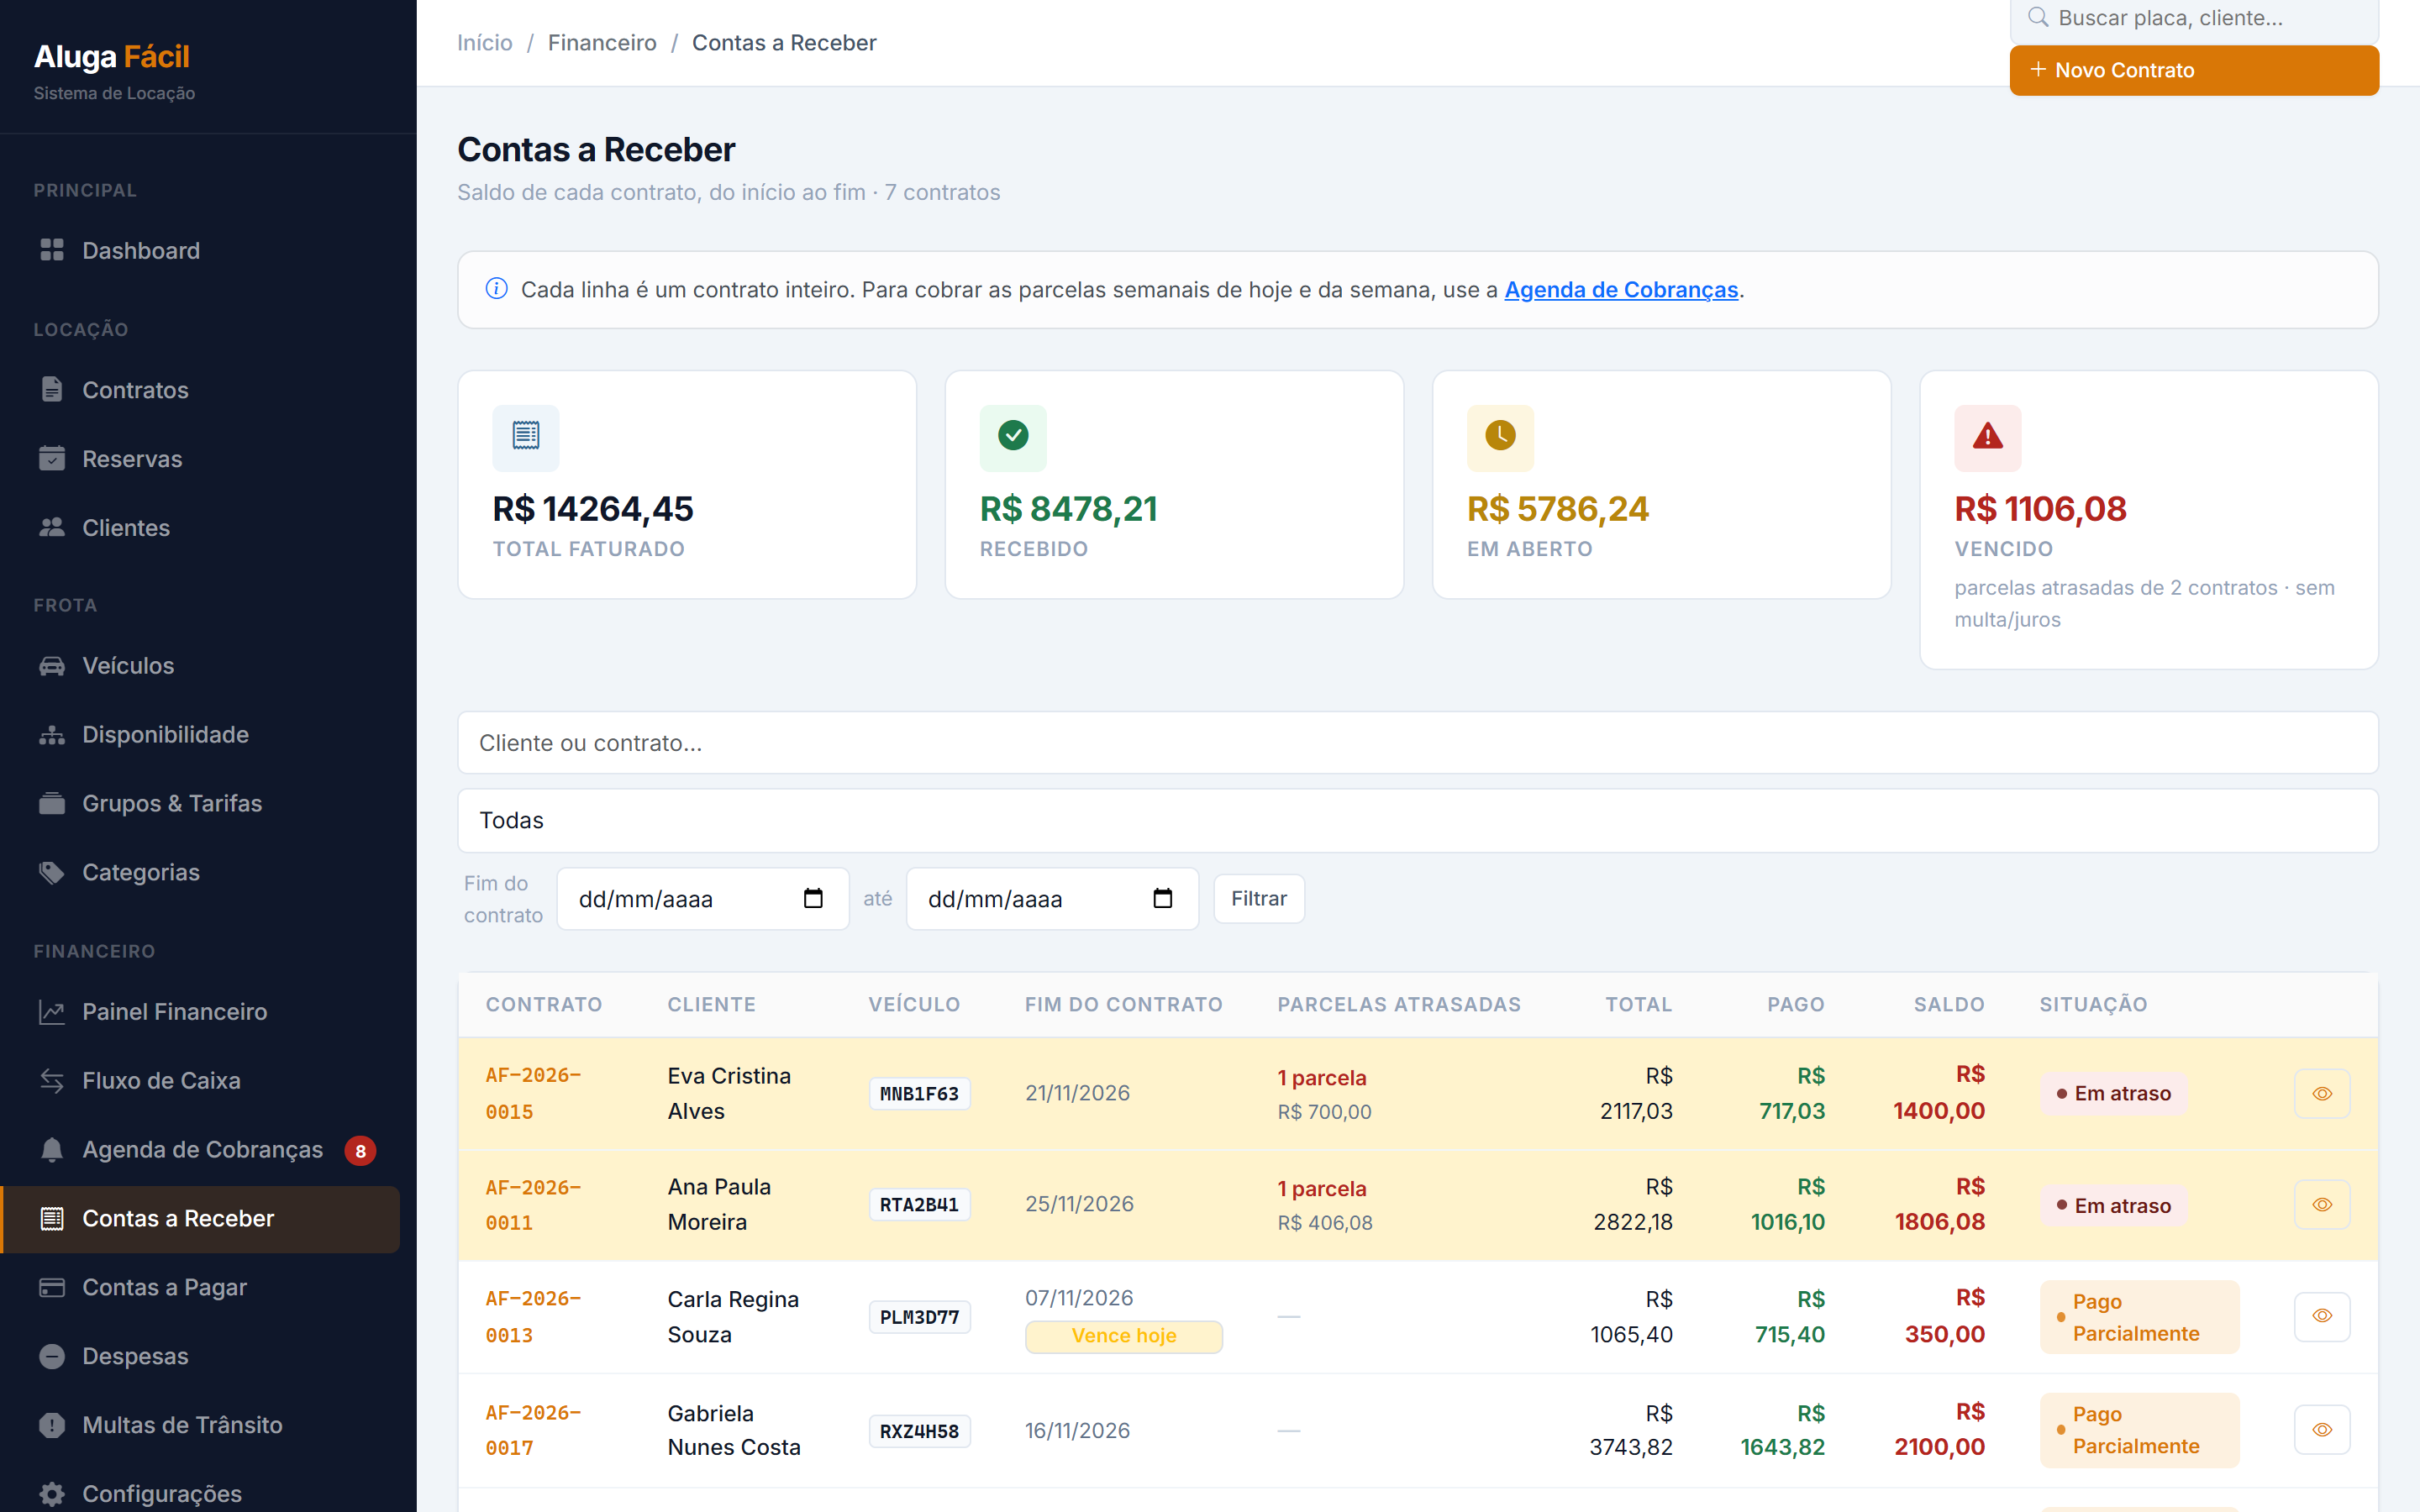 Aluga Fácil
Sistema de Locação
PRINCIPAL
Dashboard
LOCAÇÃO
Contratos
Reservas
Clientes
FROTA
Veículos
Disponibilidade
Grupos & Tarifas
Categorias
FINANCEIRO
Painel Financeiro
Fluxo de Caixa
Agenda de Cobranças 8
Contas a Receber
Contas a Pagar
Despesas
Multas de Trânsito
Configurações
Início / Financeiro / Contas a Receber
Buscar placa, cliente...
+ Novo Contrato
Contas a Receber
Saldo de cada contrato, do início ao fim · 7 contratos
Cada linha é um contrato inteiro. Para cobrar as parcelas semanais de hoje e da semana, use a Agenda de Cobranças.
R$ 14264,45
TOTAL FATURADO
R$ 8478,21
RECEBIDO
R$ 5786,24
EM ABERTO
R$ 1106,08
VENCIDO
parcelas atrasadas de 2 contratos · sem
multa/juros
Cliente ou contrato...
Todas
Fim do
contrato
dd/mm/aaaa até dd/mm/aaaa Filtrar
CONTRATO CLIENTE VEÍCULO FIM DO CONTRATO PARCELAS ATRASADAS TOTAL PAGO SALDO SITUAÇÃO
AF-2026-
0015
Eva Cristina
Alves
MNB1F63
21/11/2026
1 parcela
R$ 700,00
R$
2117,03
R$
717,03
R$
1400,00
Em atraso
AF-2026-
0011
Ana Paula
Moreira
RTA2B41
25/11/2026
1 parcela
R$ 406,08
R$
2822,18
R$
1016,10
R$
1806,08
Em atraso
AF-2026-
0013
Carla Regina
Souza
PLM3D77
07/11/2026
Vence hoje
—
R$
1065,40
R$
715,40
R$
350,00
Pago
Parcialmente
AF-2026-
0017
Gabriela
Nunes Costa
RXZ4H58
16/11/2026
—
R$
3743,82
R$
1643,82
R$
2100,00
Pago
Parcialmente